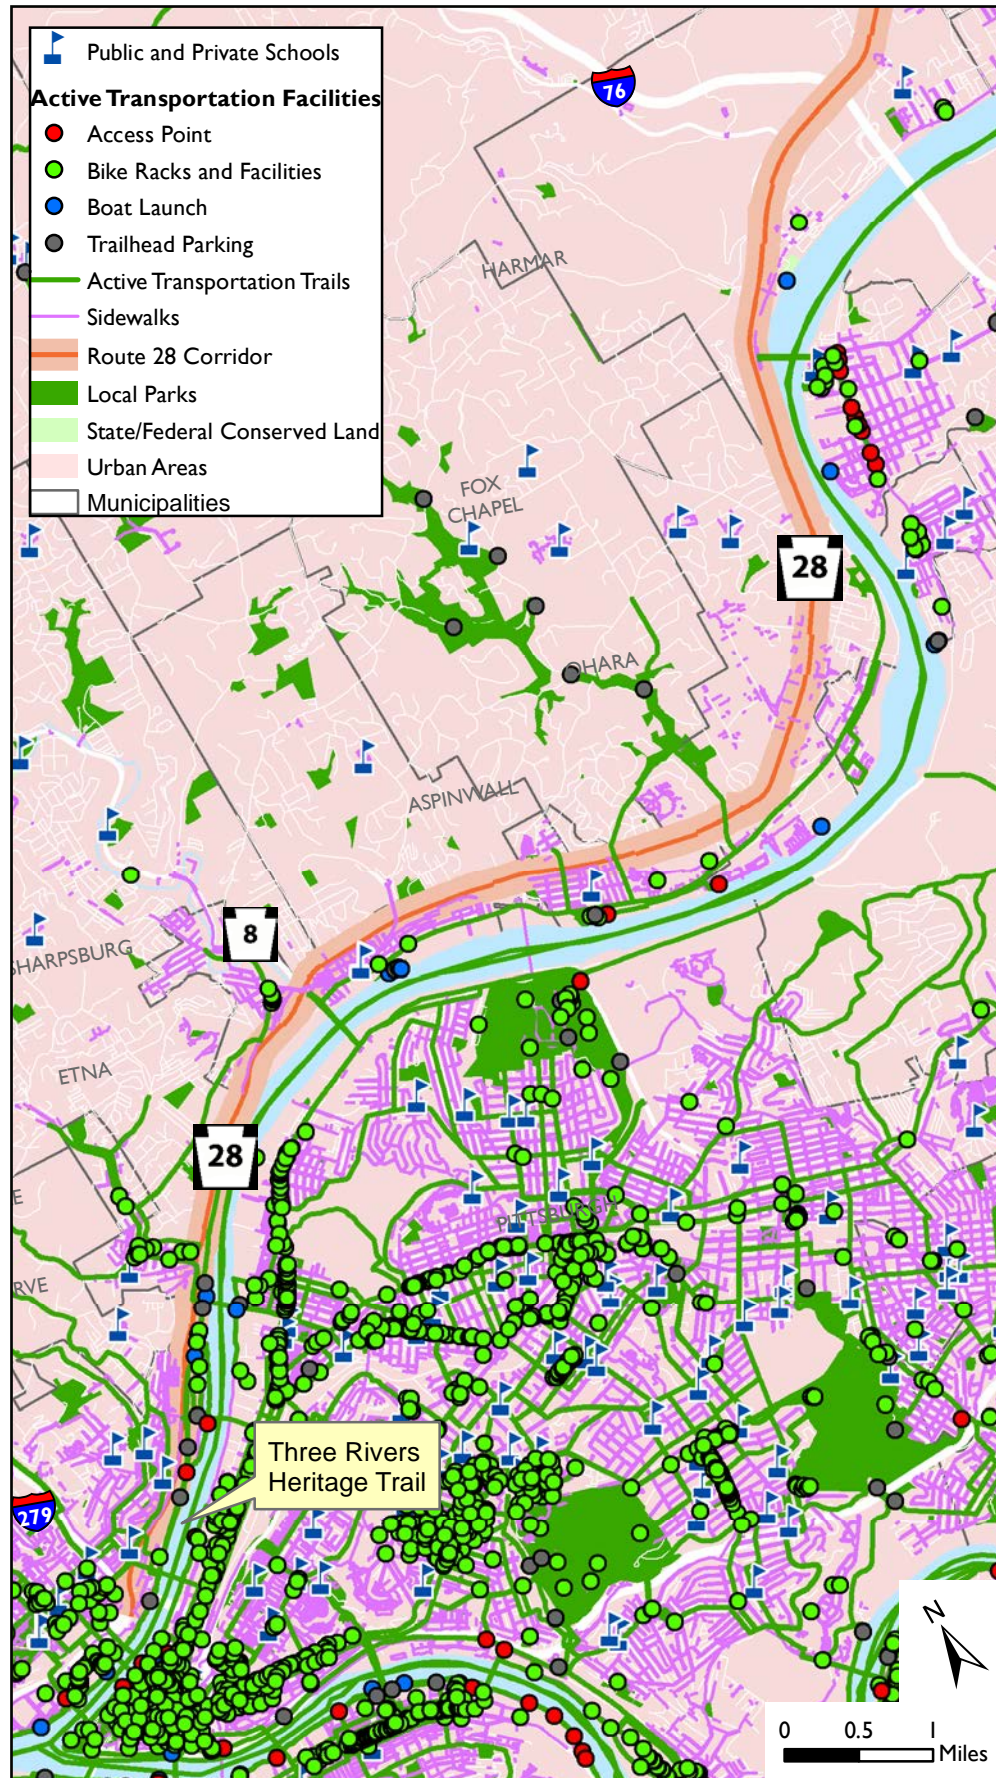 Public and Private Schools
Active Transportation Facilities
Access Point
Bike Racks and Facilities
Boat Launch
Trailhead Parking
Active Transportation Trails
Sidewalks
Route 28 Corridor
Local Parks
State/Federal Conserved Land
Urban Areas
Municipalities
76
HARMAR
FOX
CHAPEL
28
OHARA
ASPINWALL
8
SHARPSBURG
ETNA
28
E
PITTSBURGH
RVE
Three Rivers
Heritage Trail
279
N
0 0.5 1
Miles